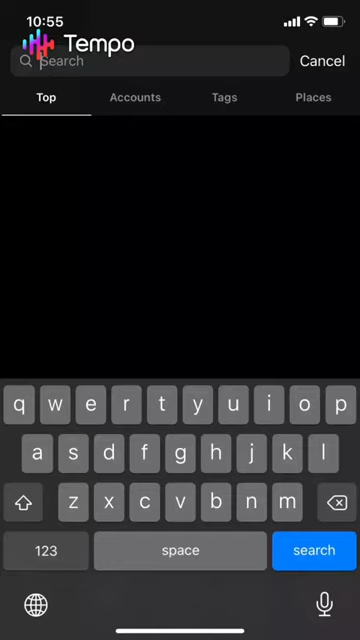 10:55
Tempo
Search
Cancel
Top
Accounts
Tags
Places
q w e r t y u i o p
a s d f g h j k l
z x c v b n m
123
space
search